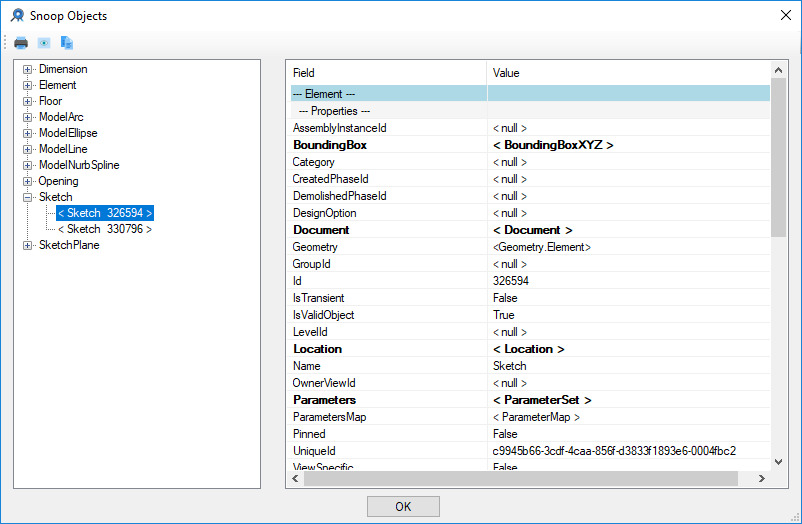 Snoop Objects
Dimension
Element
Floor
ModelArc
ModelEllipse
ModelLine
ModelNurbSpline
Opening
Sketch
< Sketch 326594 >
< Sketch 330796 >
SketchPlane
Field Value
--- Element ---
--- Properties ---
AssemblyInstanceId < null >
BoundingBox < BoundingBoxXYZ >
Category < null >
CreatedPhaseId < null >
DemolishedPhaseId < null >
DesignOption < null >
Document < Document >
Geometry <Geometry.Element>
GroupId < null >
Id 326594
IsTransient False
IsValidObject True
LevelId < null >
Location < Location >
Name Sketch
OwnerViewId < null >
Parameters < ParameterSet >
ParametersMap < ParameterMap >
Pinned False
UniqueId c9945b66-3cdf-4caa-856f-d3833f1893e6-0004fbc2
ViewSpecific False
OK